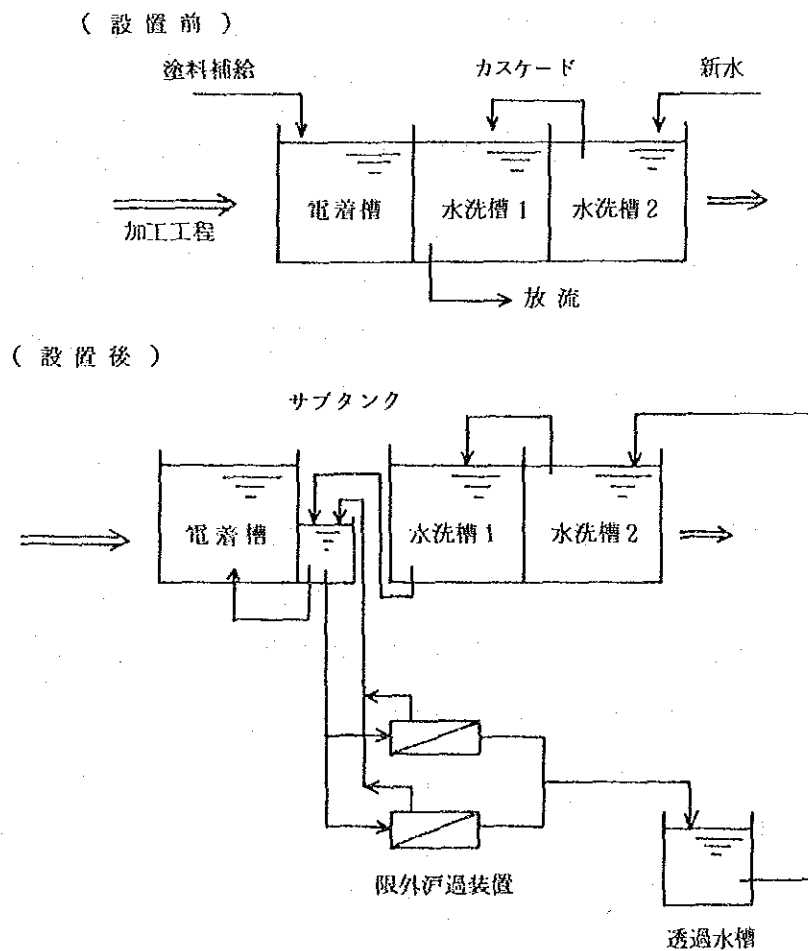 (設置前)
塗料補給
カスケード
新水
電着槽
水洗槽1
水洗槽2
加工工程
放流
(設置後)
サブタンク
電着槽
水洗槽1
水洗槽2
限外沪過装置
透過水槽